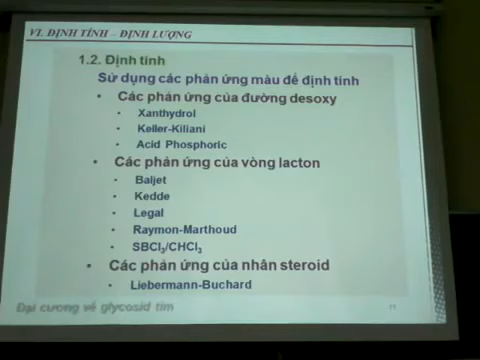 VI. ĐỊNH TÍNH – ĐỊNH LƯỢNG
1.2. Định tính
Sử dụng các phản ứng màu để định tính
• Các phản ứng của đường desoxy
• Xanthydrol
• Keller-Kiliani
• Acid Phosphoric
• Các phản ứng của vòng lacton
• Baljet
• Kedde
• Legal
• Raymon-Marthoud
• SBCl3/CHCl3
• Các phản ứng của nhân steroid
• Liebermann-Buchard
Đại cương về glycosid tim